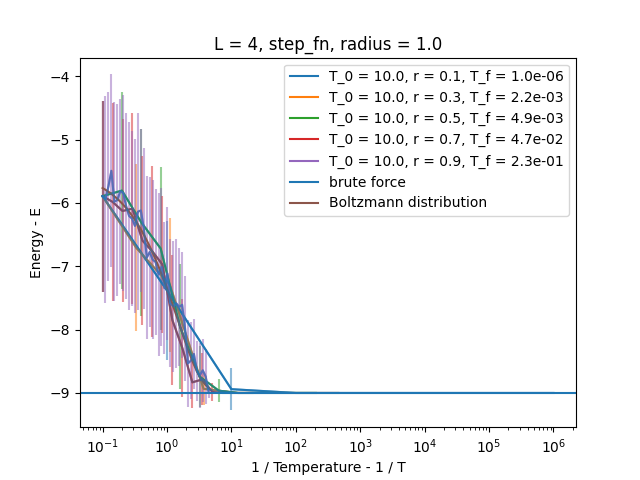 L = 4, step_fn, radius = 1.0
T_0 = 10.0, r = 0.1, T_f = 1.0e-06
T_0 = 10.0, r = 0.3, T_f = 2.2e-03
T_0 = 10.0, r = 0.5, T_f = 4.9e-03
T_0 = 10.0, r = 0.7, T_f = 4.7e-02
T_0 = 10.0, r = 0.9, T_f = 2.3e-01
brute force
Boltzmann distribution
Energy - E
−4
−5
−6
−7
−8
−9
10⁻¹ 10⁰ 10¹ 10² 10³ 10⁴ 10⁵ 10⁶
1 / Temperature - 1 / T